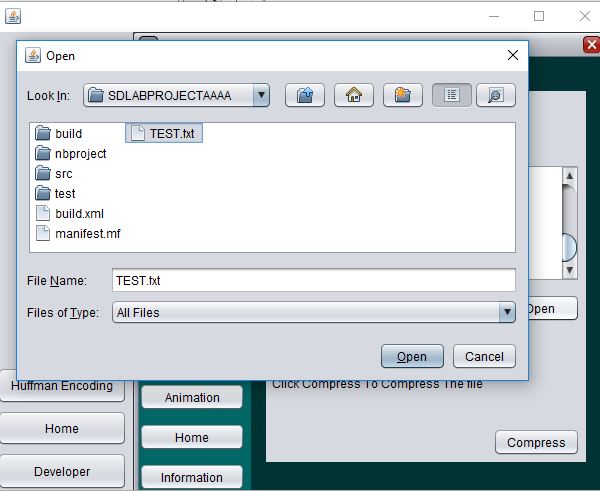 Open
Look In: SDLABPROJECTAAAA
build
nbproject
src
test
build.xml
manifest.mf
TEST.txt
File Name: TEST.txt
Files of Type: All Files
Open Cancel
Open
Click Compress To Compress The file
Compress
Huffman Encoding
Home
Developer
Animation
Home
Information